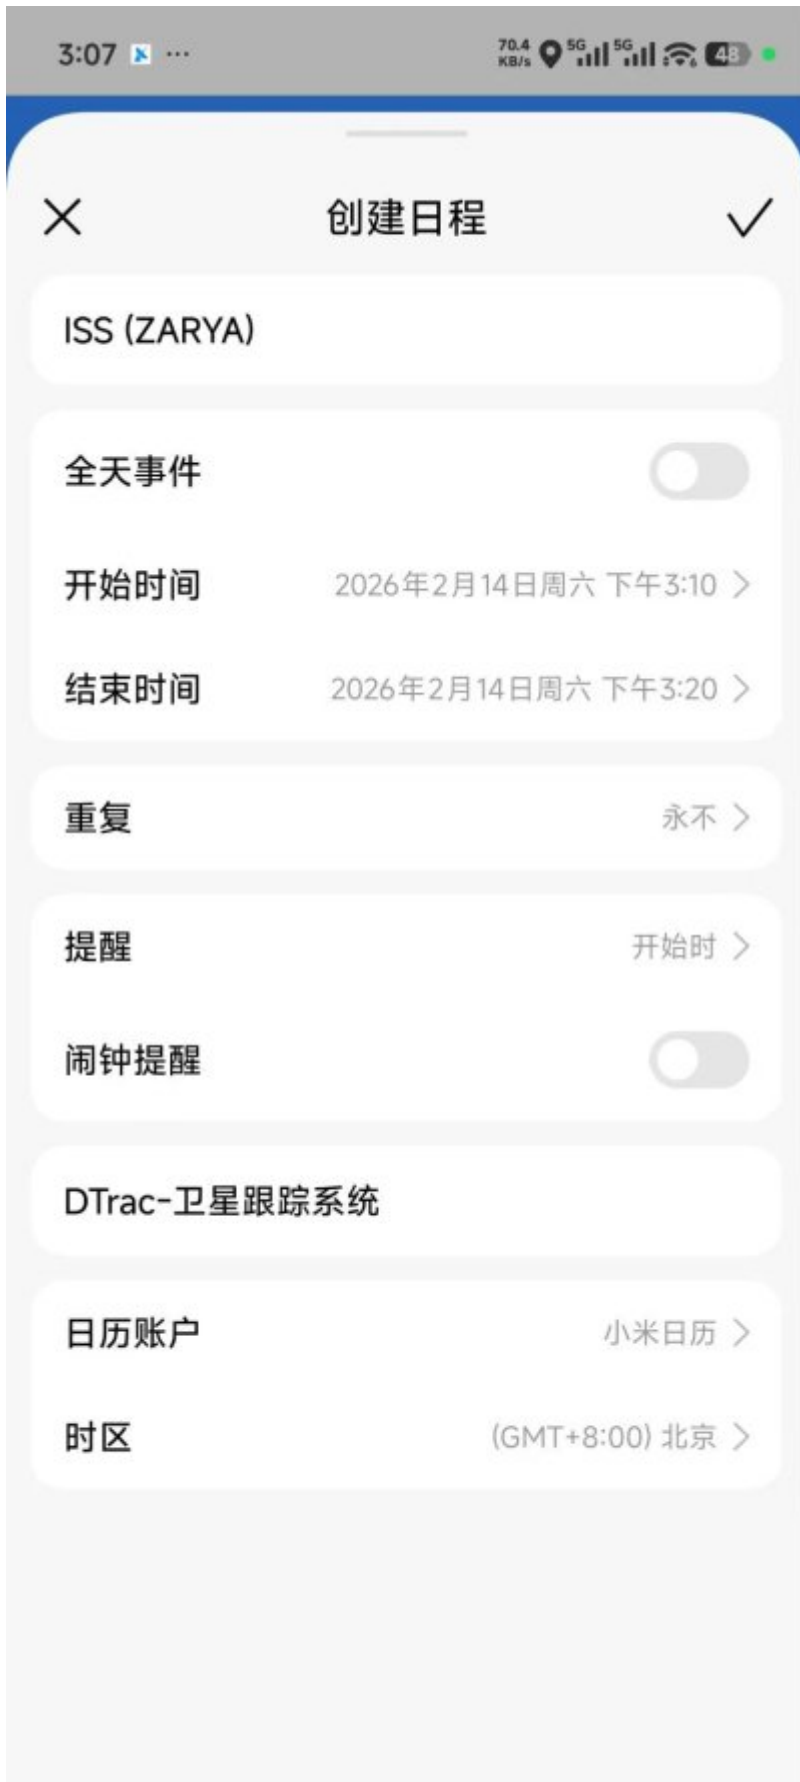 3:07 ...
70.4 KB/s 5G 5G 48
创建日程
ISS (ZARYA)
全天事件
开始时间 2026年2月14日周六 下午3:10
结束时间 2026年2月14日周六 下午3:20
重复 永不
提醒 开始时
闹钟提醒
DTrac-卫星跟踪系统
日历账户 小米日历
时区 (GMT+8:00) 北京